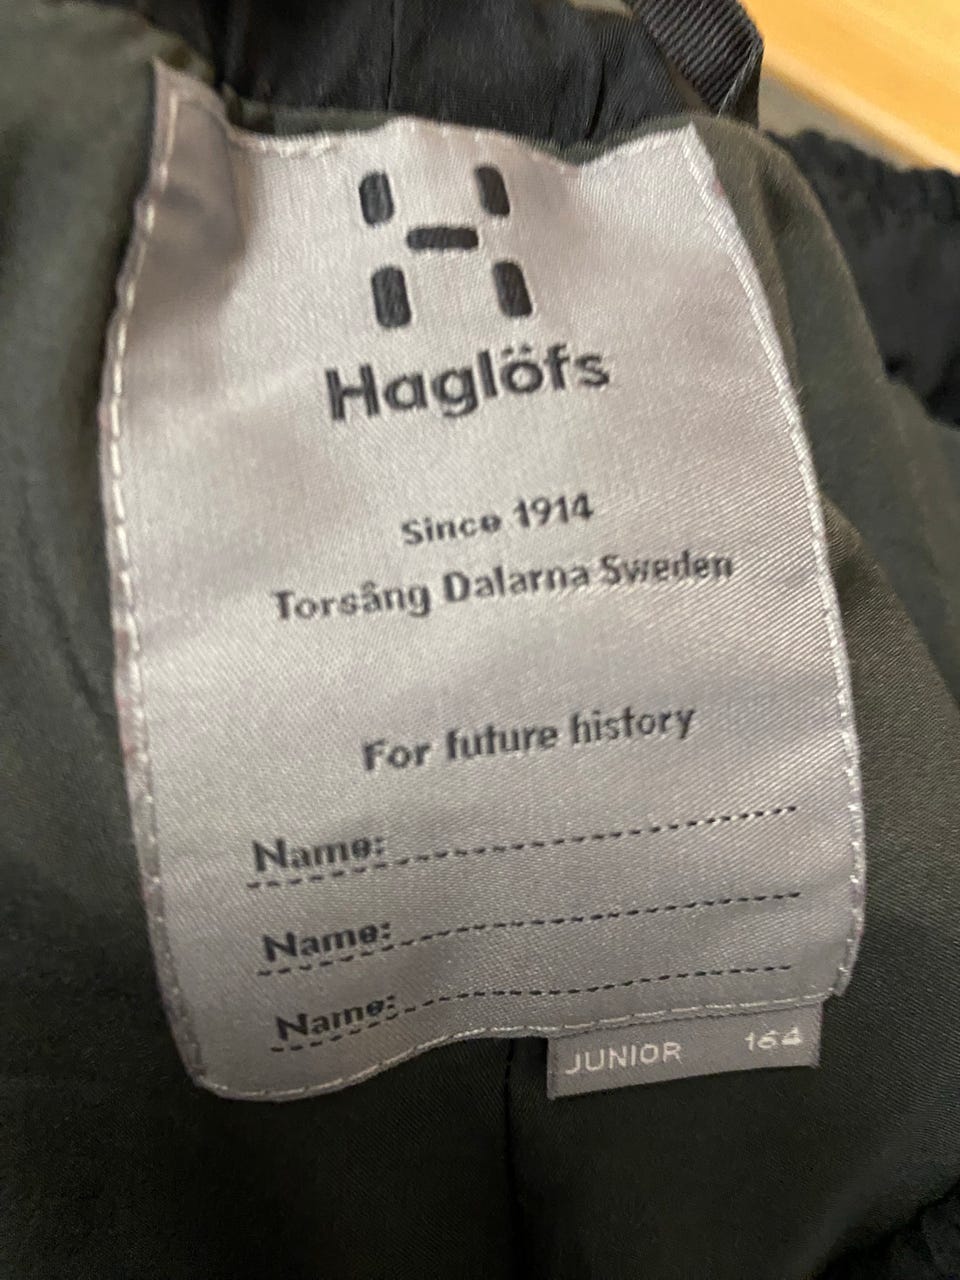 Haglöfs
Since 1914
Torsång Dalarna Sweden
For future history
Name:
Name:
Name:
JUNIOR 164